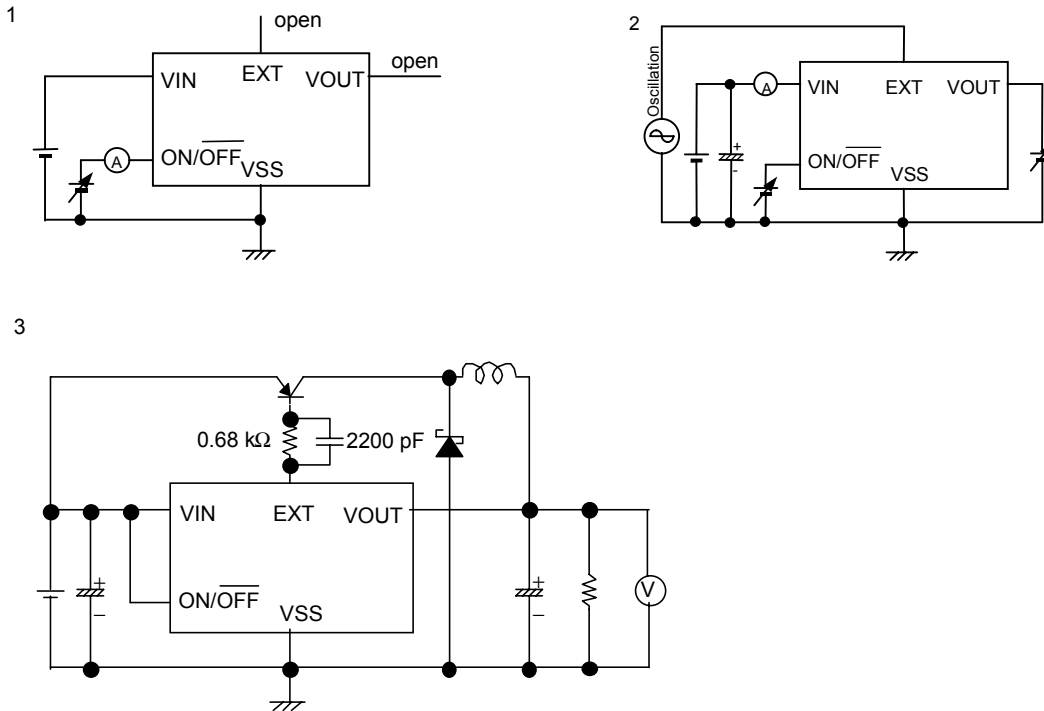 1
open
VIN
EXT
VOUT
open
A
ON/OFF
VSS
2
Oscillation
A
VIN
EXT
VOUT
+
-
ON/OFF
VSS
3
0.68 kΩ
2200 pF
VIN
EXT
VOUT
+
−
ON/OFF
VSS
+
−
V